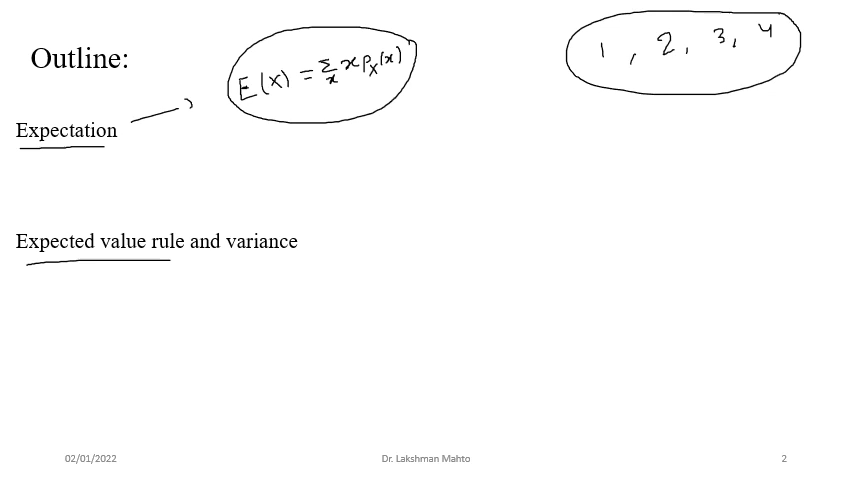 Outline:
E(X) = Σ_x x p_X(x)
1, 2, 3, 4
Expectation
Expected value rule and variance
02/01/2022 Dr. Lakshman Mahto 2